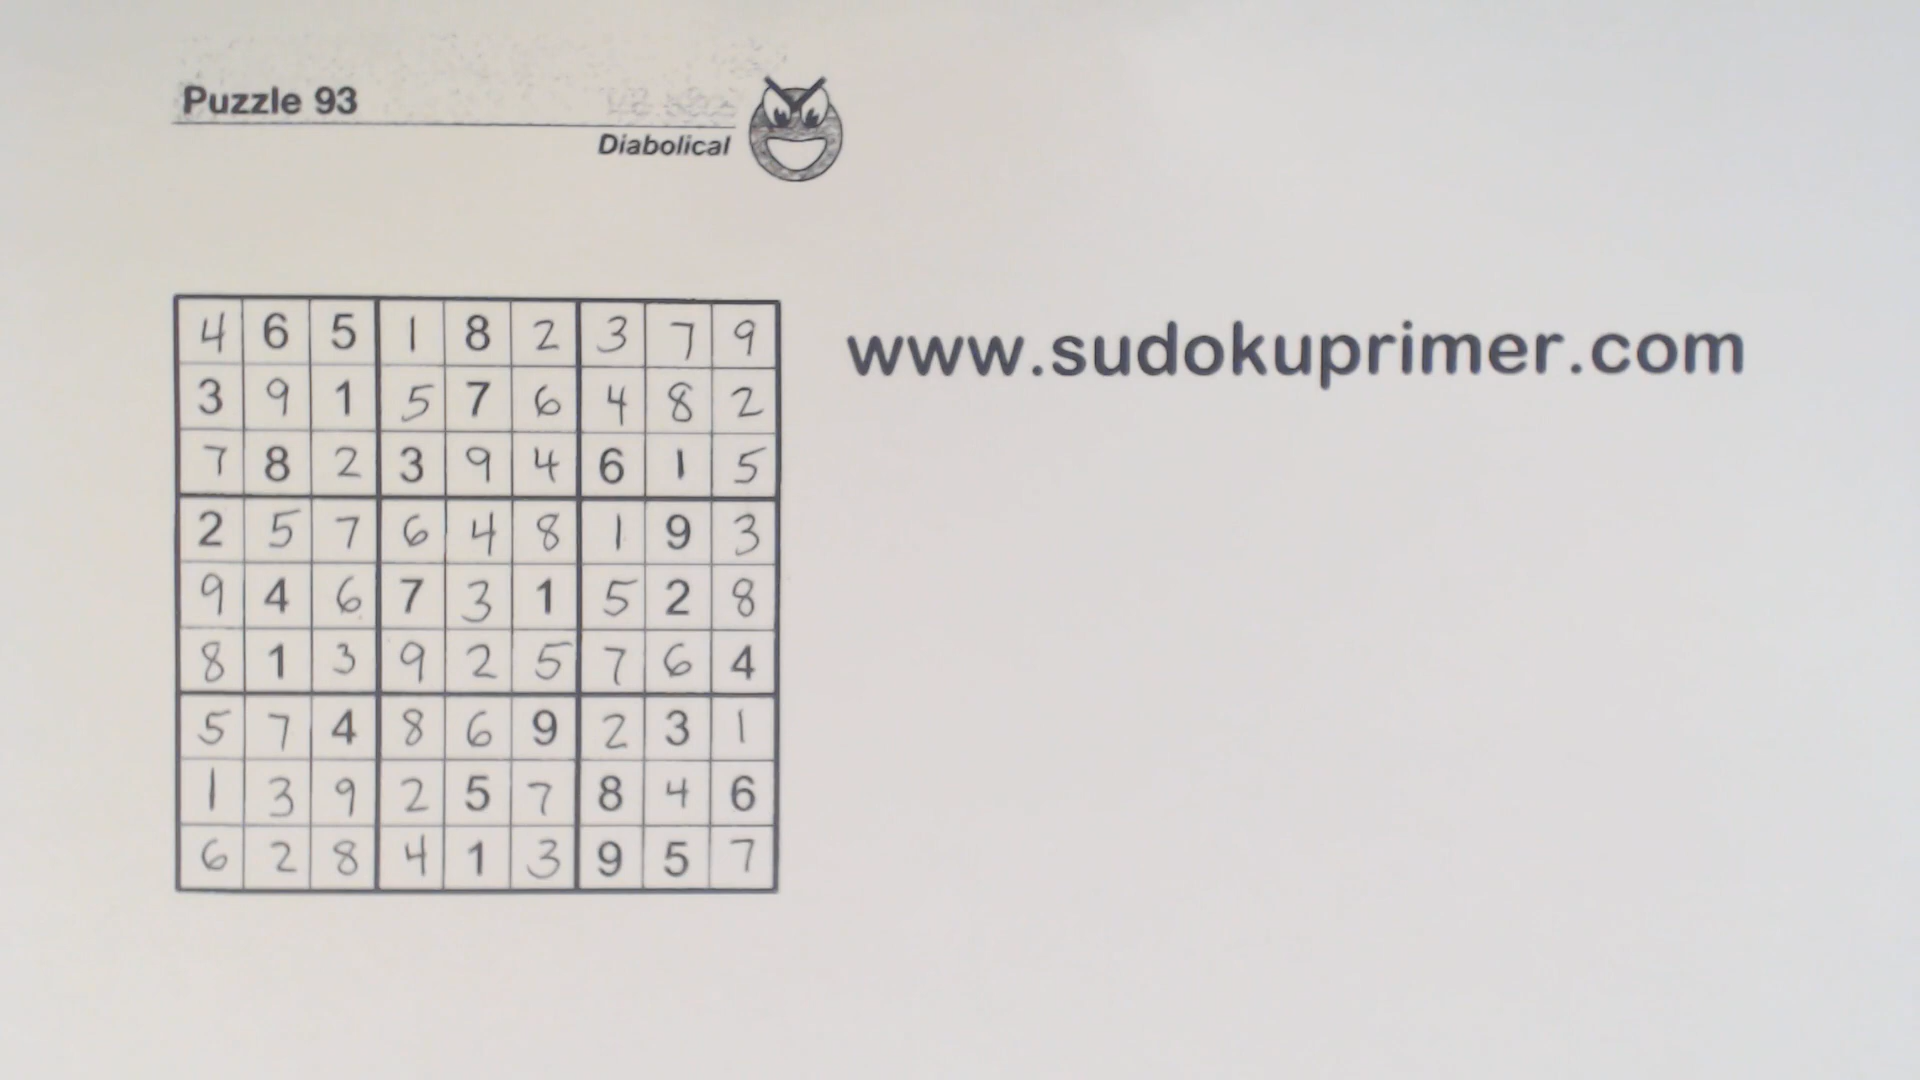 Puzzle 93
Diabolical
4 6 5 1 8 2 3 7 9
3 9 1 5 7 6 4 8 2
7 8 2 3 9 4 6 1 5
2 5 7 6 4 8 1 9 3
9 4 6 7 3 1 5 2 8
8 1 3 9 2 5 7 6 4
5 7 4 8 6 9 2 3 1
1 3 9 2 5 7 8 4 6
6 2 8 4 1 3 9 5 7
www.sudokuprimer.com